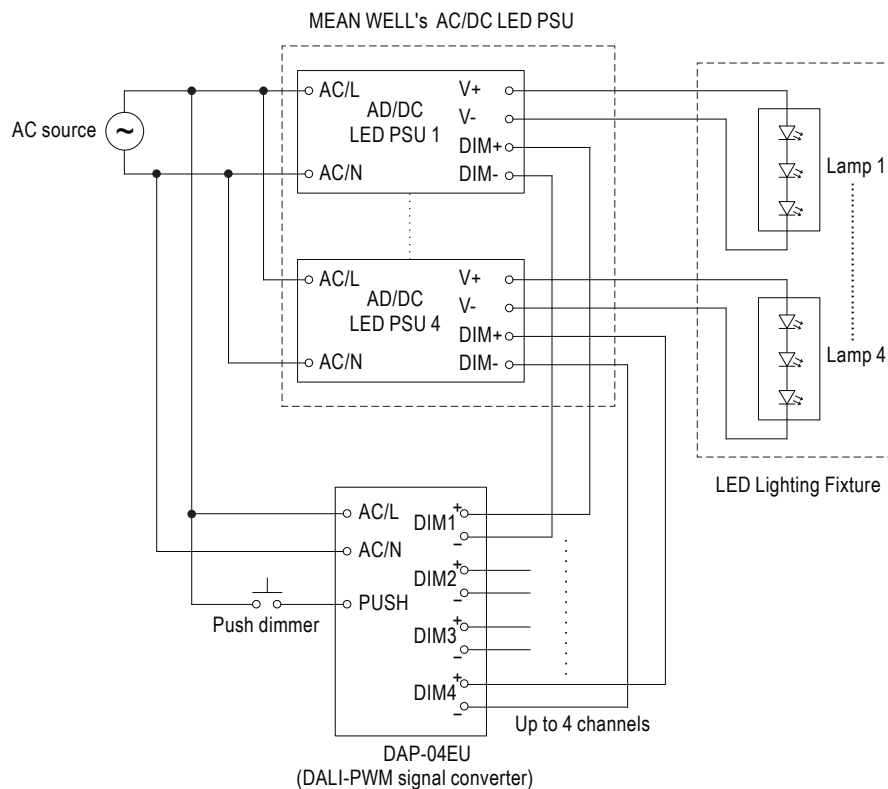 MEAN WELL's AC/DC LED PSU
AC source
~
AC/L
AC/N
AD/DC
LED PSU 1
V+
V-
DIM+
DIM-
AC/L
AC/N
AD/DC
LED PSU 4
V+
V-
DIM+
DIM-
Lamp 1
Lamp 4
LED Lighting Fixture
AC/L
AC/N
PUSH
Push dimmer
DIM1
+
-
DIM2
+
-
DIM3
+
-
DIM4
+
-
Up to 4 channels
DAP-04EU
(DALI-PWM signal converter)